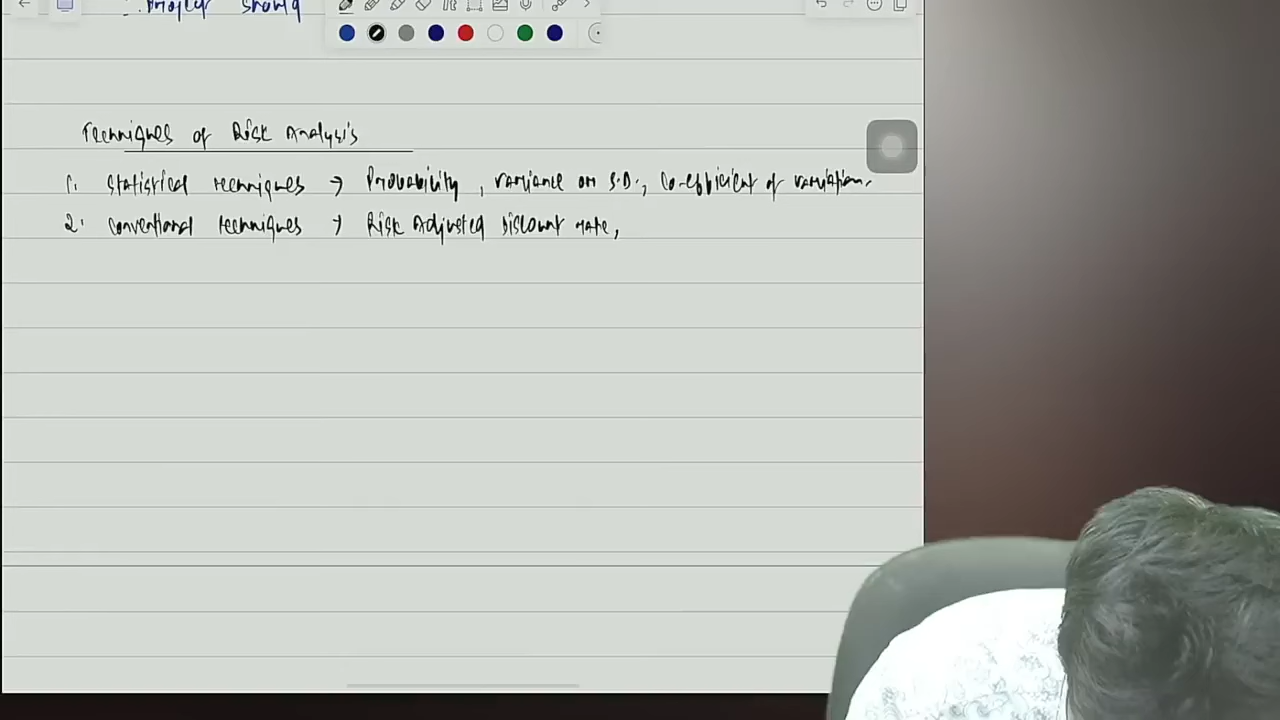 ∴ Project should
Techniques of Risk Analysis
1. Statistical Techniques → Probability, variance or S.D., Co-efficient of variation.
2. Conventional Techniques → Risk Adjusted Discount rate,